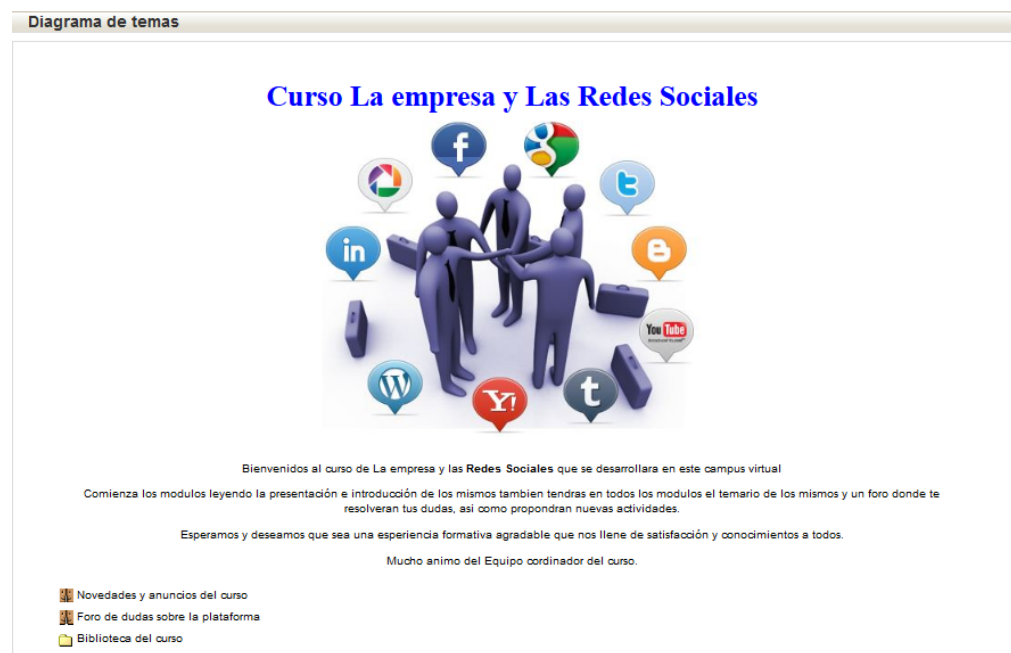 Diagrama de temas
Curso La empresa y Las Redes Sociales
f
g
t
in
B
You Tube
W
Y!
t
Bienvenidos al curso de La empresa y las Redes Sociales que se desarrollara en este campus virtual
Comienza los modulos leyendo la presentación e introducción de los mismos tambien tendras en todos los modulos el temario de los mismos y un foro donde te
resolveran tus dudas, asi como propondran nuevas actividades.
Esperamos y deseamos que sea una esperiencia formativa agradable que nos llene de satisfacción y conocimientos a todos.
Mucho animo del Equipo cordinador del curso.
Novedades y anuncios del curso
Foro de dudas sobre la plataforma
Biblioteca del curso